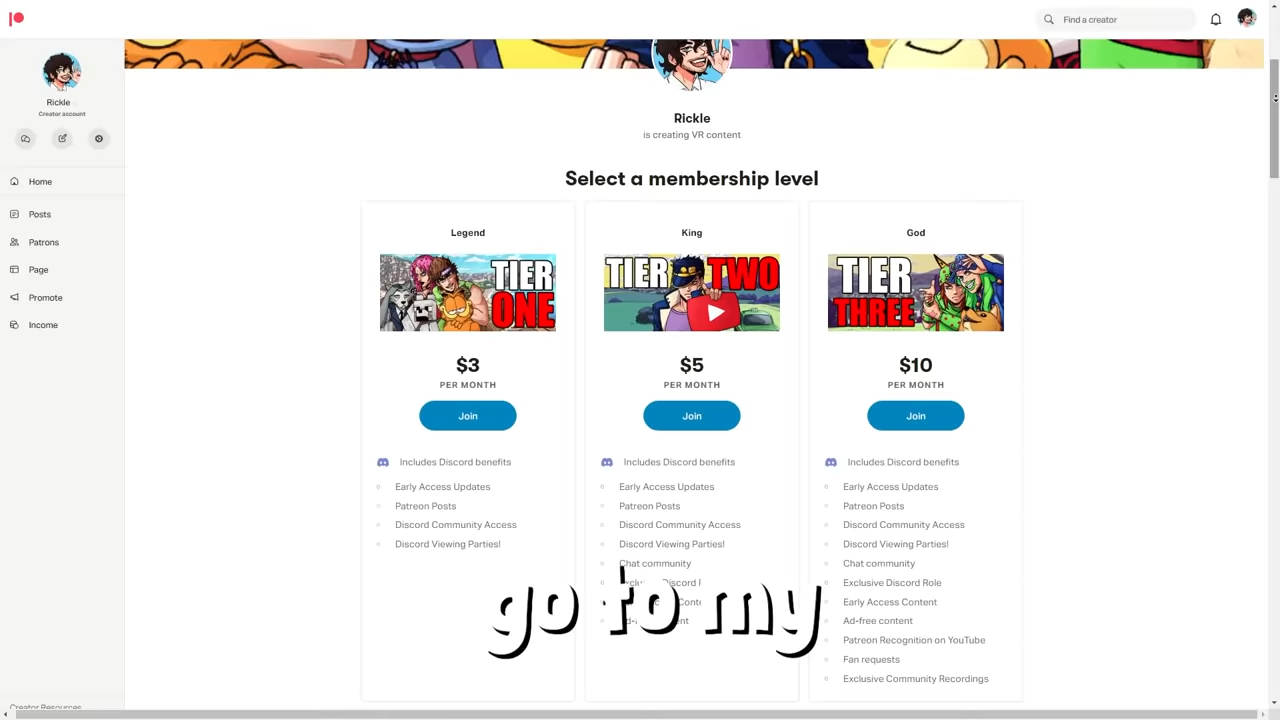 Find a creator
Rickle
Creator account
Home
Posts
Patrons
Page
Promote
Income
Creator Resources
Rickle
is creating VR content
Select a membership level
Legend
TIER
ONE
$3
PER MONTH
Join
Includes Discord benefits
Early Access Updates
Patreon Posts
Discord Community Access
Discord Viewing Parties!
King
TIER TWO
$5
PER MONTH
Join
Includes Discord benefits
Early Access Updates
Patreon Posts
Discord Community Access
Discord Viewing Parties!
Chat community
Discord
God
TIER
THREE
$10
PER MONTH
Join
Includes Discord benefits
Early Access Updates
Patreon Posts
Discord Community Access
Discord Viewing Parties!
Chat community
Exclusive Discord Role
Early Access Content
Ad-free content
Patreon Recognition on YouTube
Fan requests
Exclusive Community Recordings
go to my